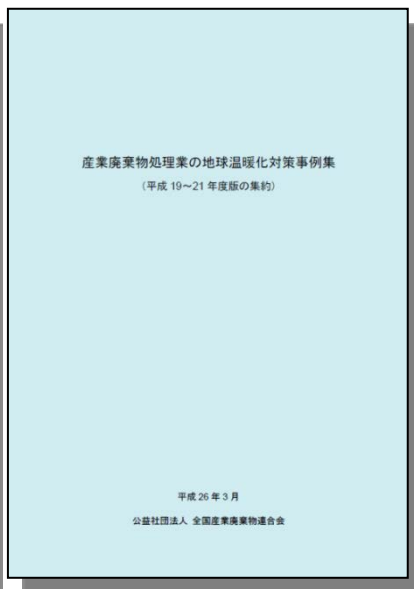 産業廃棄物処理業の地球温暖化対策事例集
（平成 19～21 年度版の集約）
平成 26 年 3 月
公益社団法人 全国産業廃棄物連合会